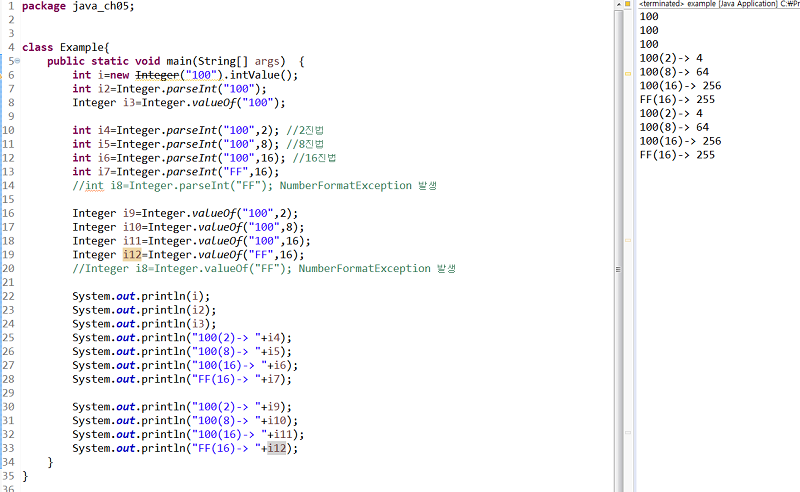 package java_ch05;
class Example{
public static void main(String[] args)  {
int i=new Integer("100").intValue();
int i2=Integer.parseInt("100");
Integer i3=Integer.valueOf("100");
int i4=Integer.parseInt("100",2); //2진법
int i5=Integer.parseInt("100",8); //8진법
int i6=Integer.parseInt("100",16); //16진법
int i7=Integer.parseInt("FF",16);
//int i8=Integer.parseInt("FF"); NumberFormatException 발생
Integer i9=Integer.valueOf("100",2);
Integer i10=Integer.valueOf("100",8);
Integer i11=Integer.valueOf("100",16);
Integer i12=Integer.valueOf("FF",16);
//Integer i8=Integer.valueOf("FF"); NumberFormatException 발생
System.out.println(i);
System.out.println(i2);
System.out.println(i3);
System.out.println("100(2)-> "+i4);
System.out.println("100(8)-> "+i5);
System.out.println("100(16)-> "+i6);
System.out.println("FF(16)-> "+i7);
System.out.println("100(2)-> "+i9);
System.out.println("100(8)-> "+i10);
System.out.println("100(16)-> "+i11);
System.out.println("FF(16)-> "+i12);
}
}
1
2
3
4
5
6
7
8
9
10
11
12
13
14
15
16
17
18
19
20
21
22
23
24
25
26
27
28
29
30
31
32
33
34
35
36
<terminated> example [Java Application] C:\Pr
100
100
100
100(2)-> 4
100(8)-> 64
100(16)-> 256
FF(16)-> 255
100(2)-> 4
100(8)-> 64
100(16)-> 256
FF(16)-> 255